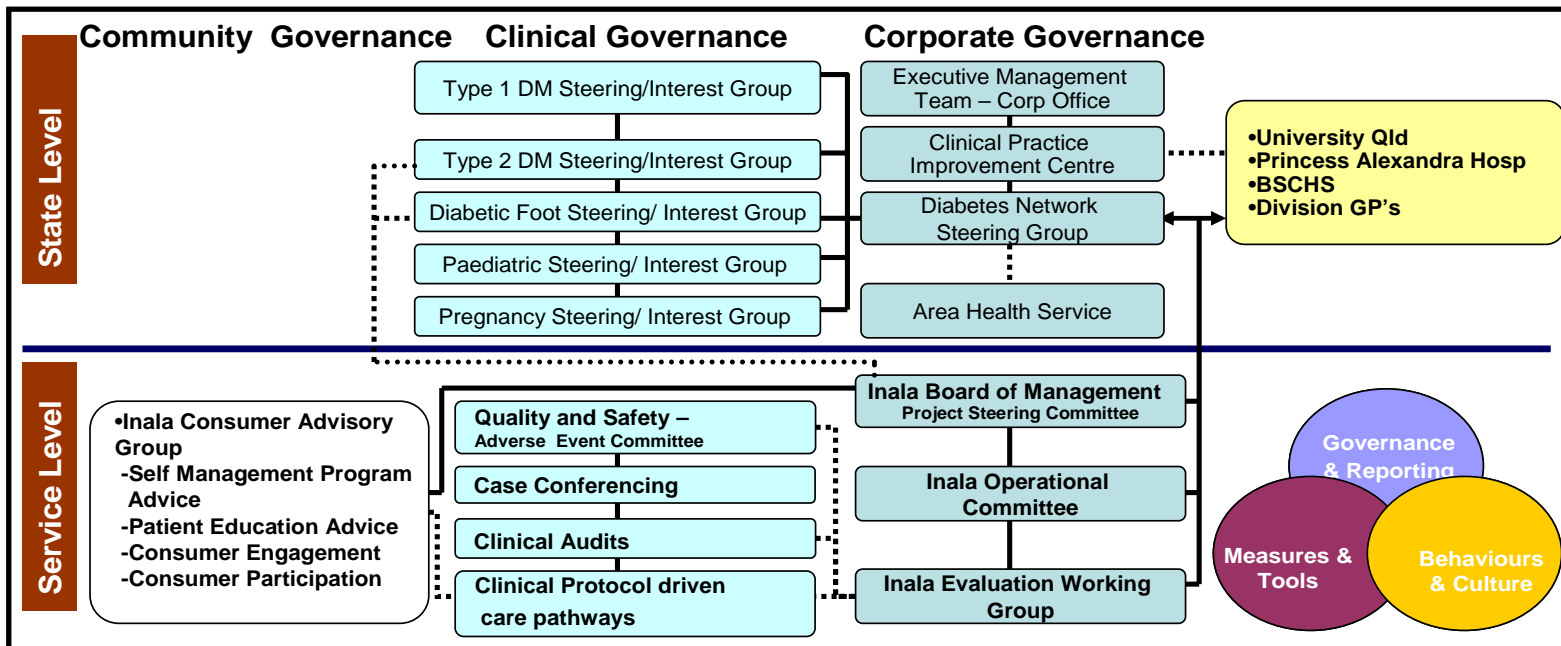 Community Governance
Clinical Governance
Corporate Governance
State Level
Type 1 DM Steering/Interest Group
Type 2 DM Steering/Interest Group
Diabetic Foot Steering/ Interest Group
Paediatric Steering/ Interest Group
Pregnancy Steering/ Interest Group
Executive Management
Team – Corp Office
Clinical Practice
Improvement Centre
Diabetes Network
Steering Group
Area Health Service
•University Qld
•Princess Alexandra Hosp
•BSCHS
•Division GP’s
Service Level
•Inala Consumer Advisory
Group
-Self Management Program
Advice
-Patient Education Advice
-Consumer Engagement
-Consumer Participation
Quality and Safety –
Adverse Event Committee
Case Conferencing
Clinical Audits
Clinical Protocol driven
care pathways
Inala Board of Management
Project Steering Committee
Inala Operational
Committee
Inala Evaluation Working
Group
Governance
& Reporting
Measures &
Tools
Behaviours
& Culture